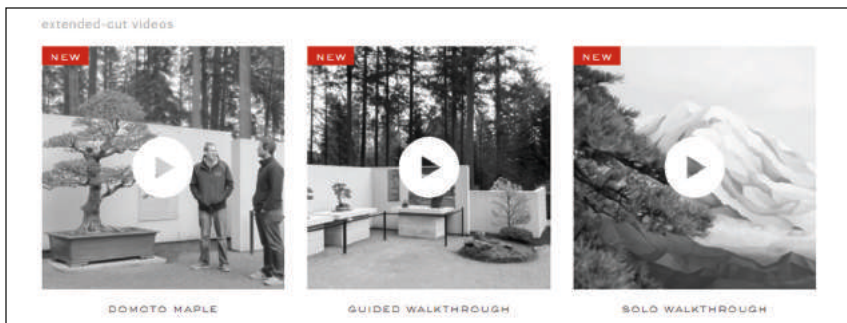 extended-cut videos
NEW
NEW
NEW
DOMOTO MAPLE
GUIDED WALKTHROUGH
SOLO WALKTHROUGH